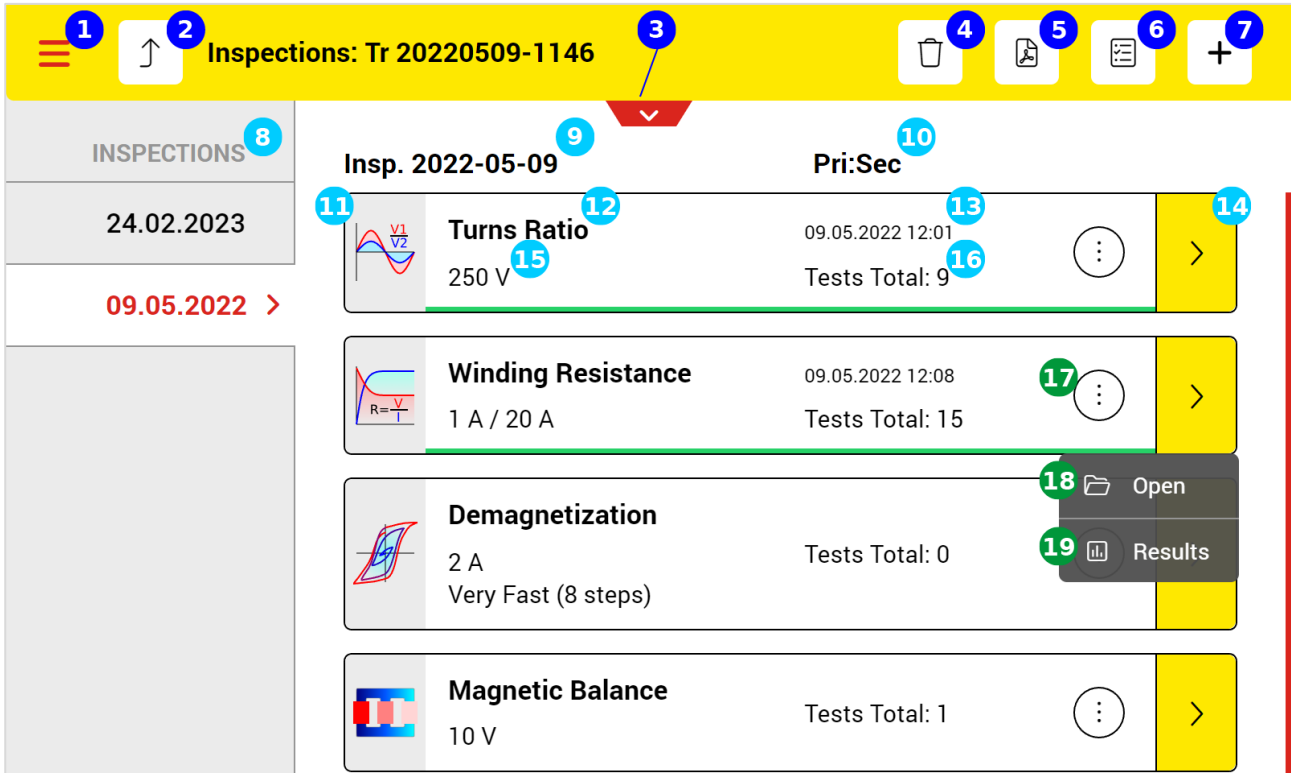 1 2 3 4 5 6 7
Inspections: Tr 20220509-1146
8 9 10
INSPECTIONS
24.02.2023
09.05.2022
Insp. 2022-05-09 Pri:Sec
11 12 13 14
V1
V2
Turns Ratio 09.05.2022 12:01
15 16
250 V Tests Total: 9
Winding Resistance 09.05.2022 12:08
17
R=V
I
1 A / 20 A Tests Total: 15
18 Open
Demagnetization
2 A Tests Total: 0
19 Results
Very Fast (8 steps)
Magnetic Balance
10 V Tests Total: 1